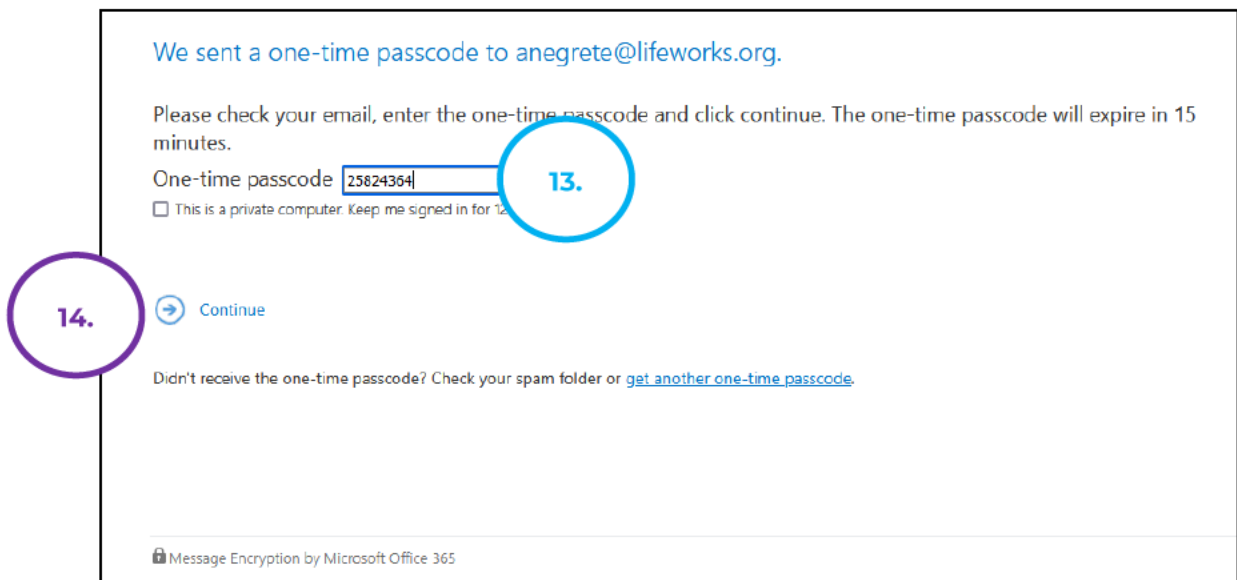 We sent a one-time passcode to anegrete@lifeworks.org.
Please check your email, enter the one-time passcode and click continue. The one-time passcode will expire in 15
minutes.
One-time passcode 25824364
13.
This is a private computer. Keep me signed in for 12
14.
Continue
Didn't receive the one-time passcode? Check your spam folder or get another one-time passcode.
Message Encryption by Microsoft Office 365